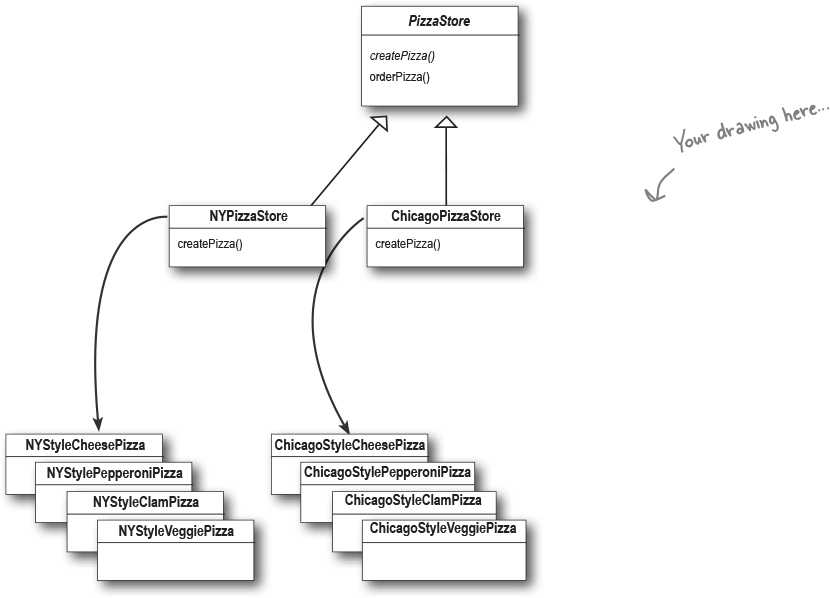 PizzaStore
createPizza()
orderPizza()
Your drawing here...
NYPizzaStore
createPizza()
ChicagoPizzaStore
createPizza()
NYStyleCheesePizza
NYStylePepperoniPizza
NYStyleClamPizza
NYStyleVeggiePizza
ChicagoStyleCheesePizza
ChicagoStylePepperoniPizza
ChicagoStyleClamPizza
ChicagoStyleVeggiePizza